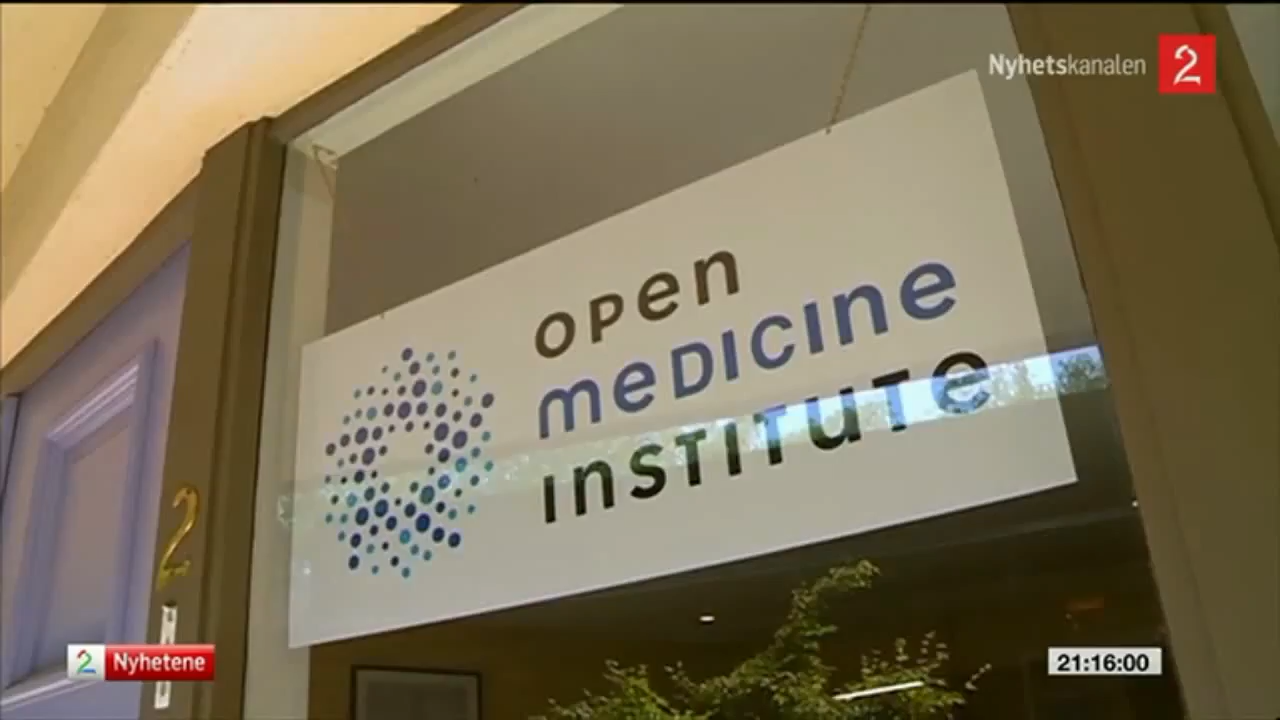 Nyhetskanalen 2
OPen
meDICIne
InSTITuTe
2
2 Nyhetene
21:16:00